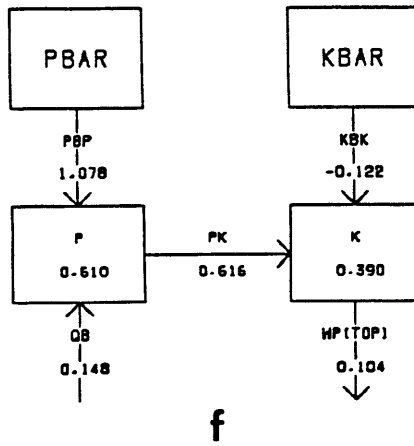 PBAR
KBAR
PBP
1.078
KBK
-0.122
P
0.610
PK
0.616
K
0.390
QB
0.148
WP(TOP)
0.104
f